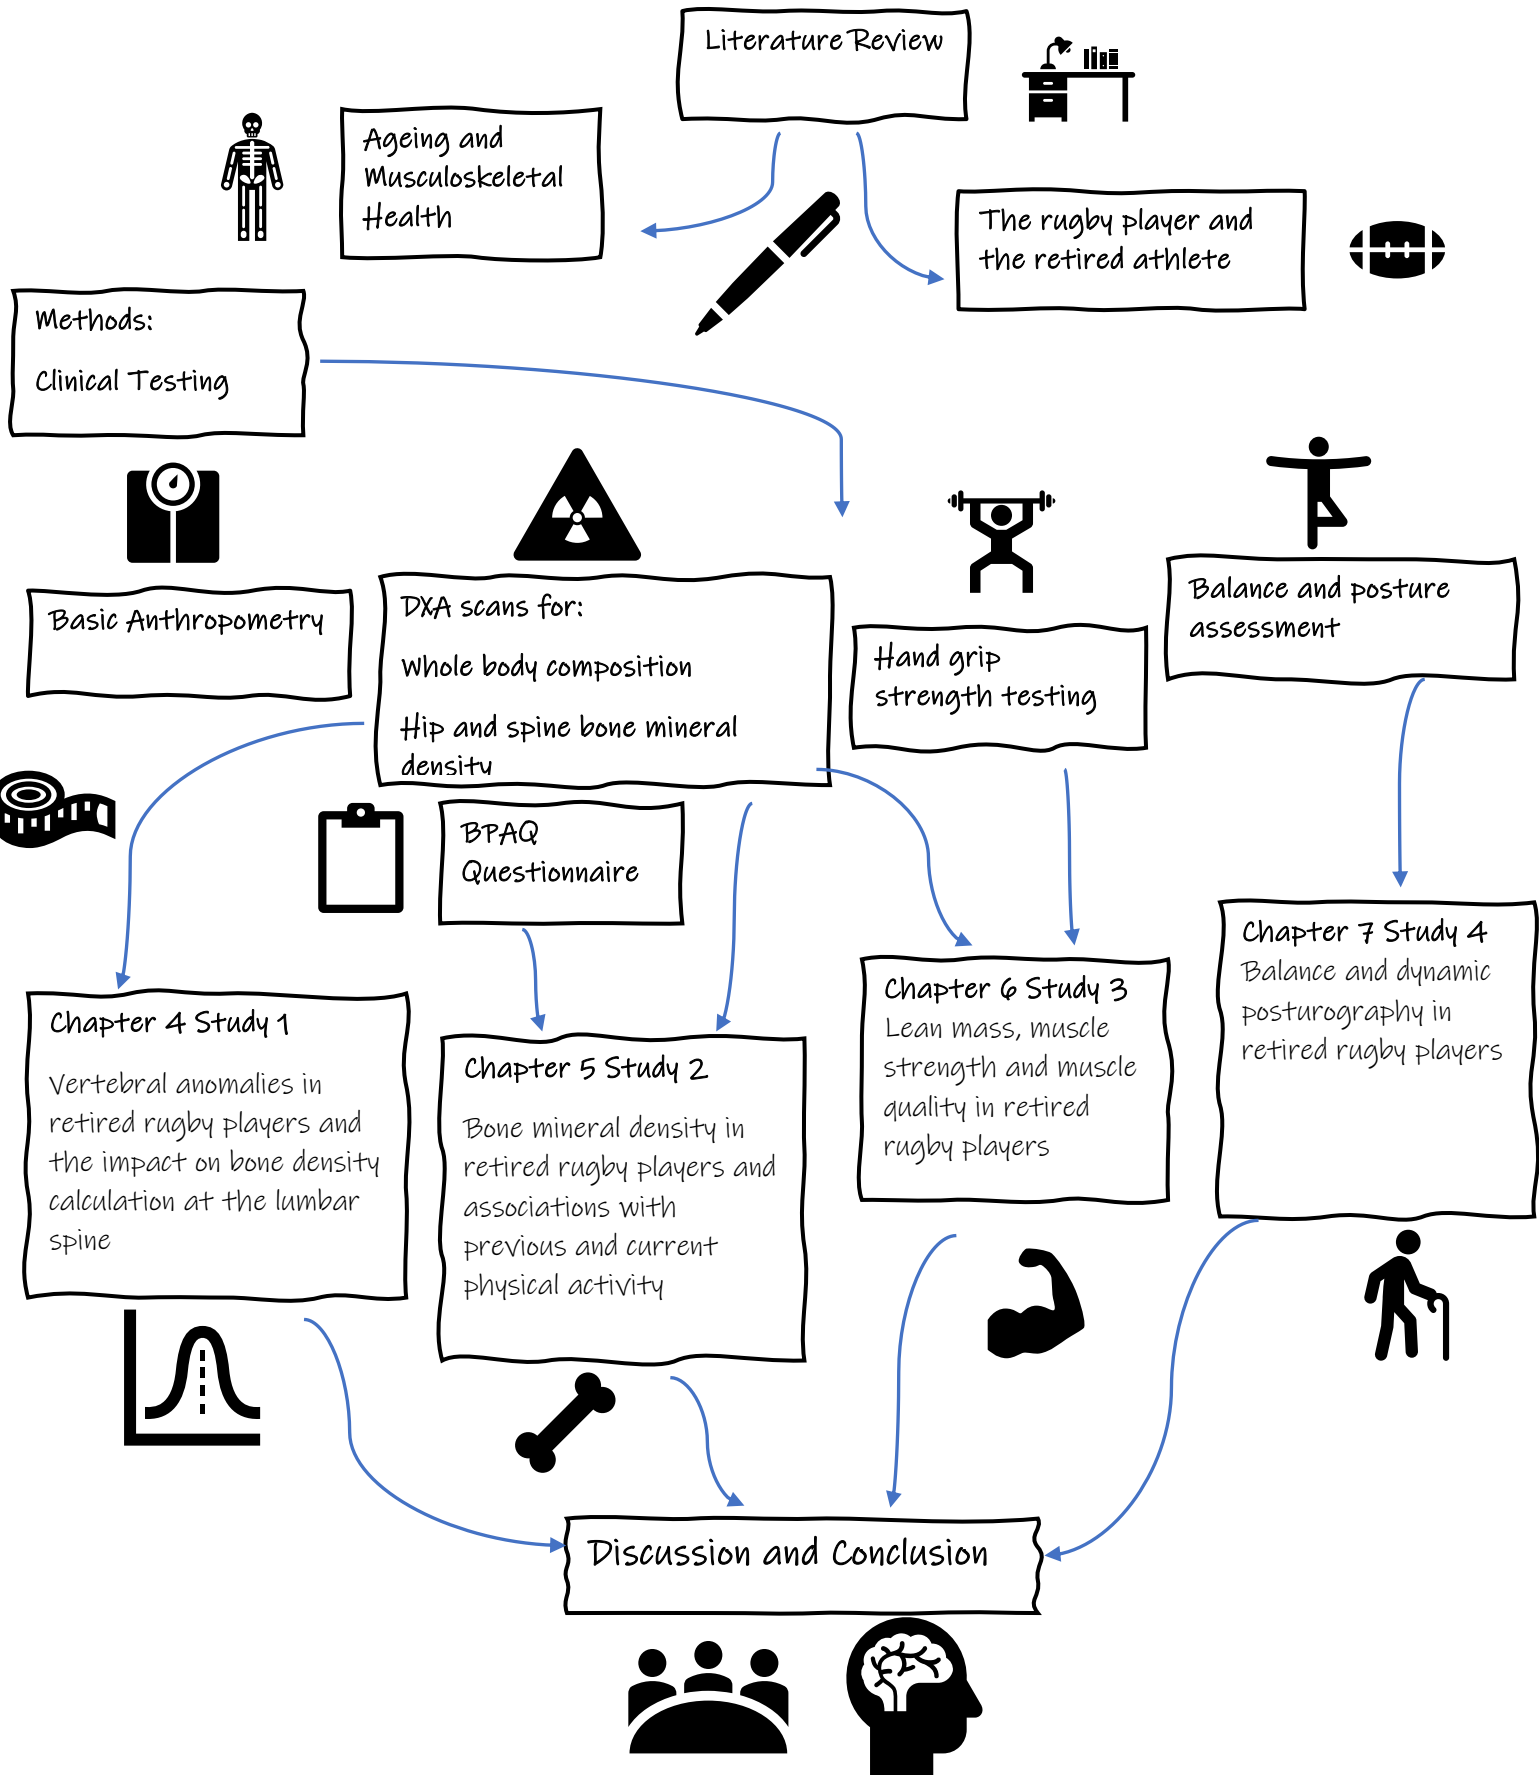 Literature Review
Ageing and
Musculoskeletal
Health
The rugby player and
the retired athlete
Methods:
Clinical Testing
Basic Anthropometry
DXA scans for:
Whole body composition
Hip and spine bone mineral
density
Hand grip
strength testing
Balance and posture
assessment
BPAQ
Questionnaire
Chapter 4 Study 1
Vertebral anomalies in
retired rugby players and
the impact on bone density
calculation at the lumbar
spine
Chapter 5 Study 2
Bone mineral density in
retired rugby players and
associations with
previous and current
physical activity
Chapter 6 Study 3
Lean mass, muscle
strength and muscle
quality in retired
rugby players
Chapter 7 Study 4
Balance and dynamic
posturography in
retired rugby players
Discussion and Conclusion